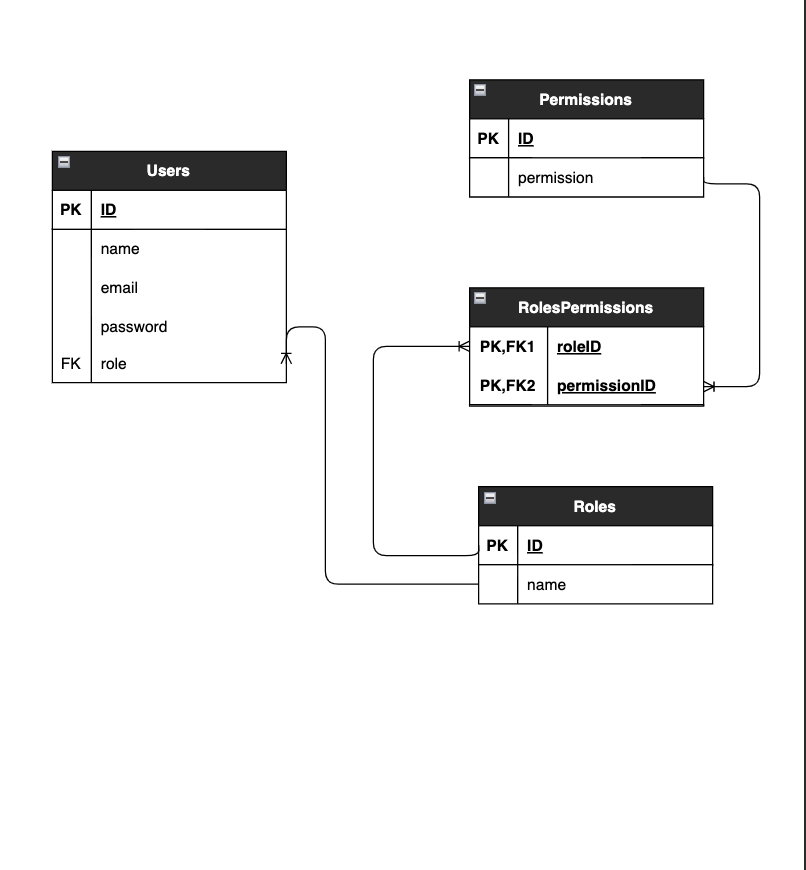 Permissions
PK ID
permission
Users
PK ID
name
email
password
FK role
RolesPermissions
PK,FK1 roleID
PK,FK2 permissionID
Roles
PK ID
name